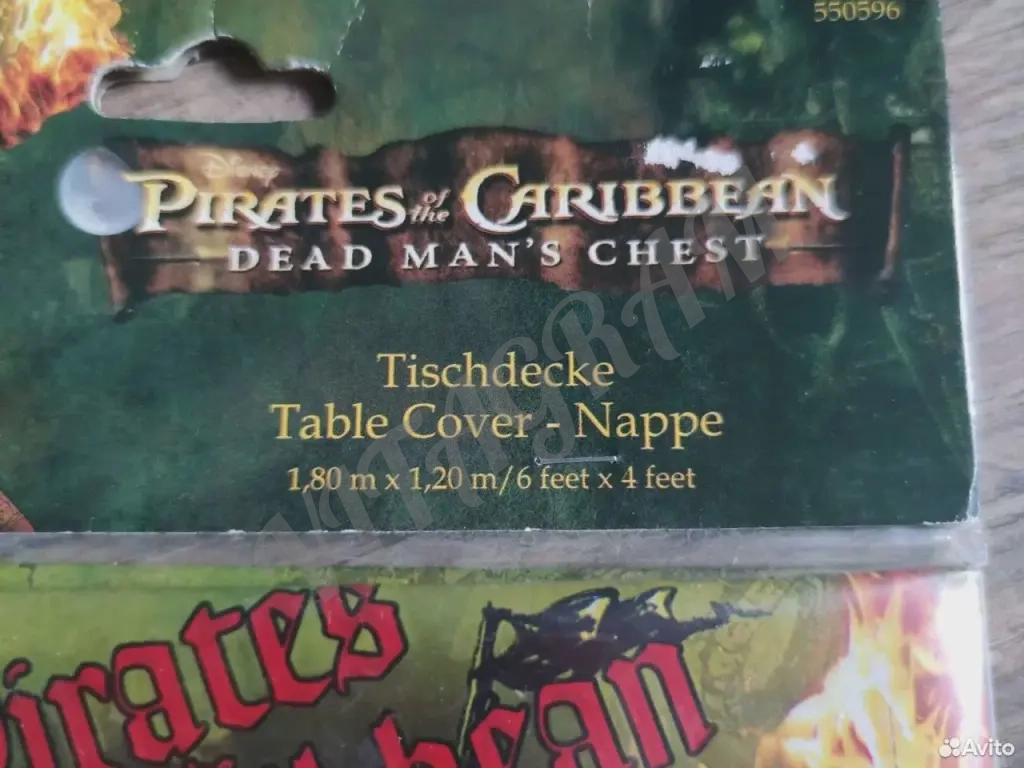 550596
Disney
PIRATES of the CARIBBEAN
DEAD MAN'S CHEST
Tischdecke
Table Cover - Nappe
1,80 m x 1,20 m/6 feet x 4 feet
Pirates
Avito